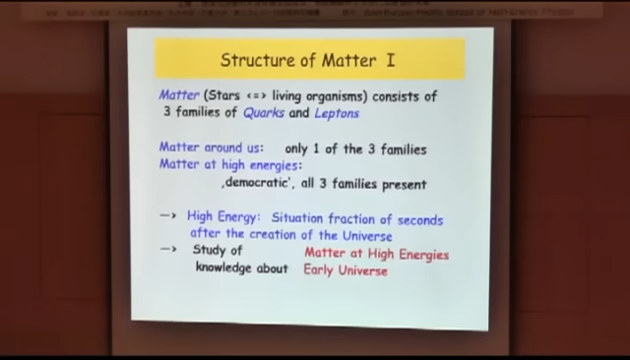 Structure of Matter I
Matter (Stars <=> living organisms) consists of
3 families of Quarks and Leptons
Matter around us: only 1 of the 3 families
Matter at high energies:
‚democratic', all 3 families present
—> High Energy: Situation fraction of seconds
after the creation of the Universe
—> Study of Matter at High Energies
knowledge about Early Universe